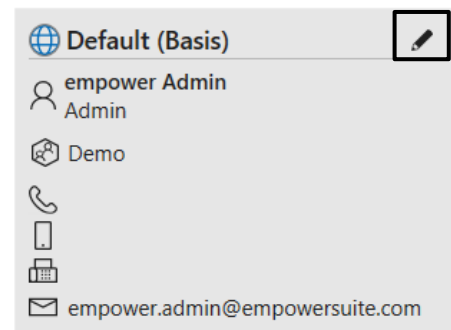 Default (Basis)
empower Admin
Admin
Demo
empower.admin@empowersuite.com